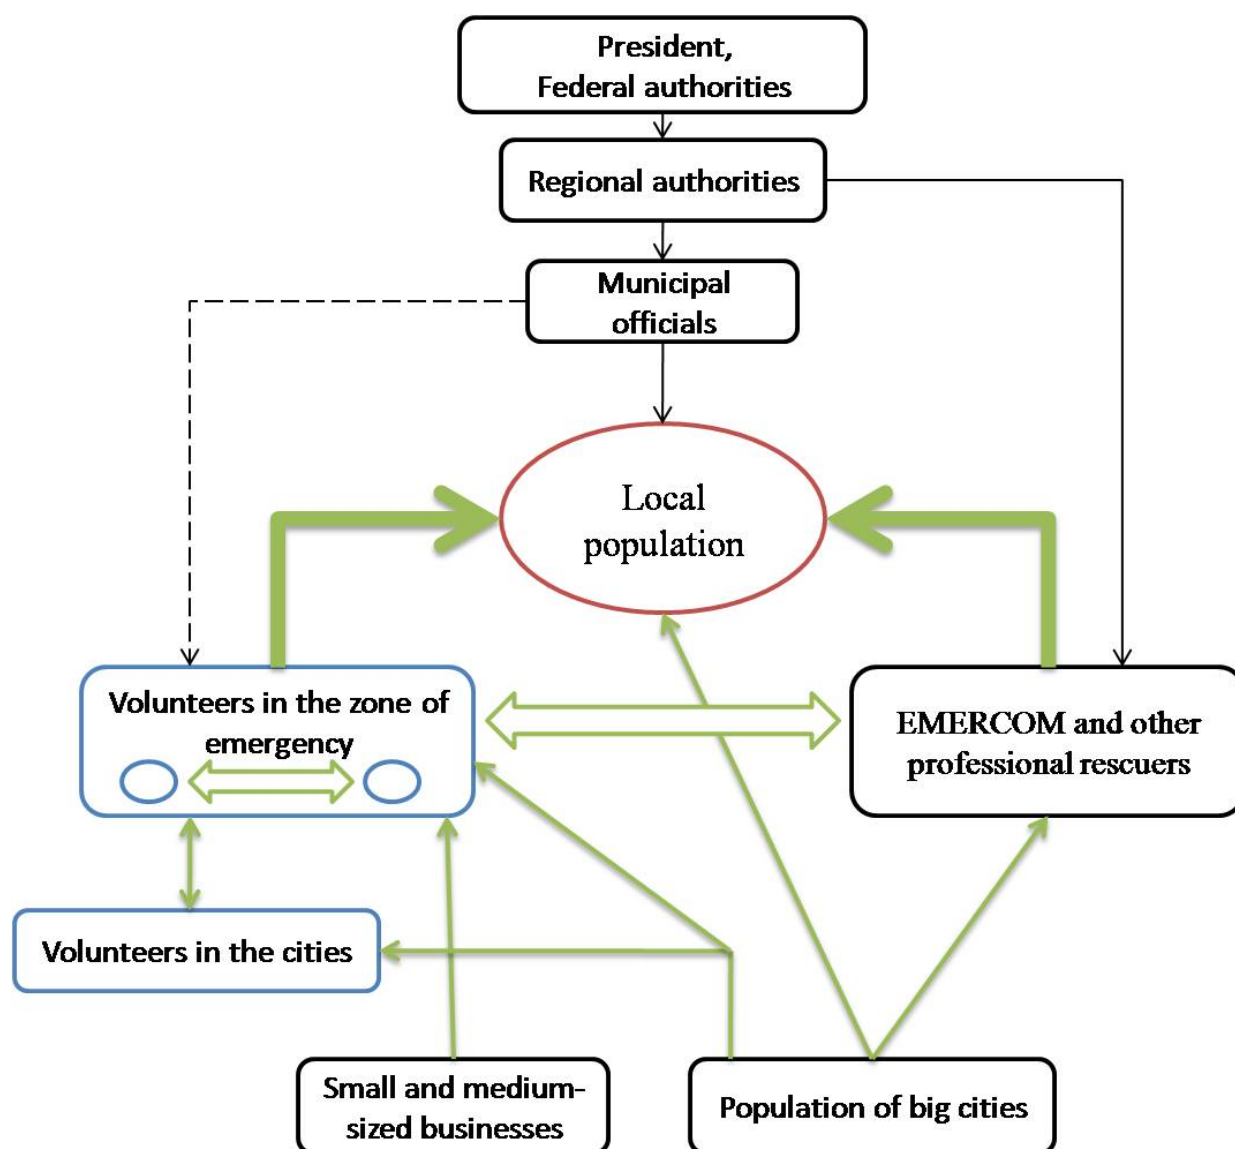 President,
Federal authorities
Regional authorities
Municipal
officials
Local
population
Volunteers in the zone of
emergency
EMERCOM and other
professional rescuers
Volunteers in the cities
Small and medium-
sized businesses
Population of big cities